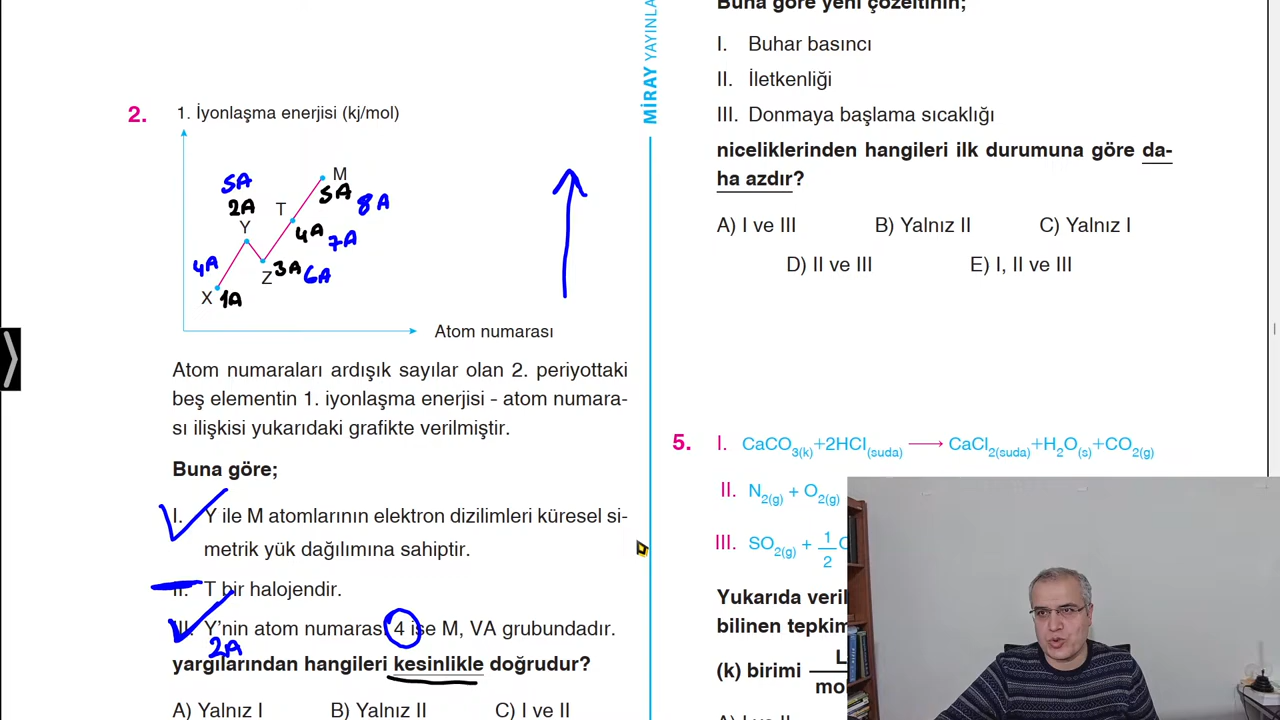 2.
1. İyonlaşma enerjisi (kj/mol)
5A
2A
Y
T
M
5A
8A
4A
7A
4A
Z
3A
6A
X
1A
Atom numarası
Atom numaraları ardışık sayılar olan 2. periyottaki
beş elementin 1. iyonlaşma enerjisi - atom numara-
sı ilişkisi yukarıdaki grafikte verilmiştir.
Buna göre;
I. Y ile M atomlarının elektron dizilimleri küresel si-
metrik yük dağılımına sahiptir.
II. T bir halojendir.
III. Y'nin atom numarası 4 ise M, VA grubundadır.
2A
yargılarından hangileri kesinlikle doğrudur?
A) Yalnız I B) Yalnız II C) I ve II
MİRAY YAYINLA
Buna göre yeni çözeltinin;
I. Buhar basıncı
II. İletkenliği
III. Donmaya başlama sıcaklığı
niceliklerinden hangileri ilk durumuna göre da-
ha azdır?
A) I ve III B) Yalnız II C) Yalnız I
D) II ve III E) I, II ve III
5. I. CaCO3(k)+2HCl(suda) ⟶ CaCl2(suda)+H2O(s)+CO2(g)
II. N2(g) + O2(g)
III. SO2(g) + 1/2
Yukarıda
bilinen
(k) birimi